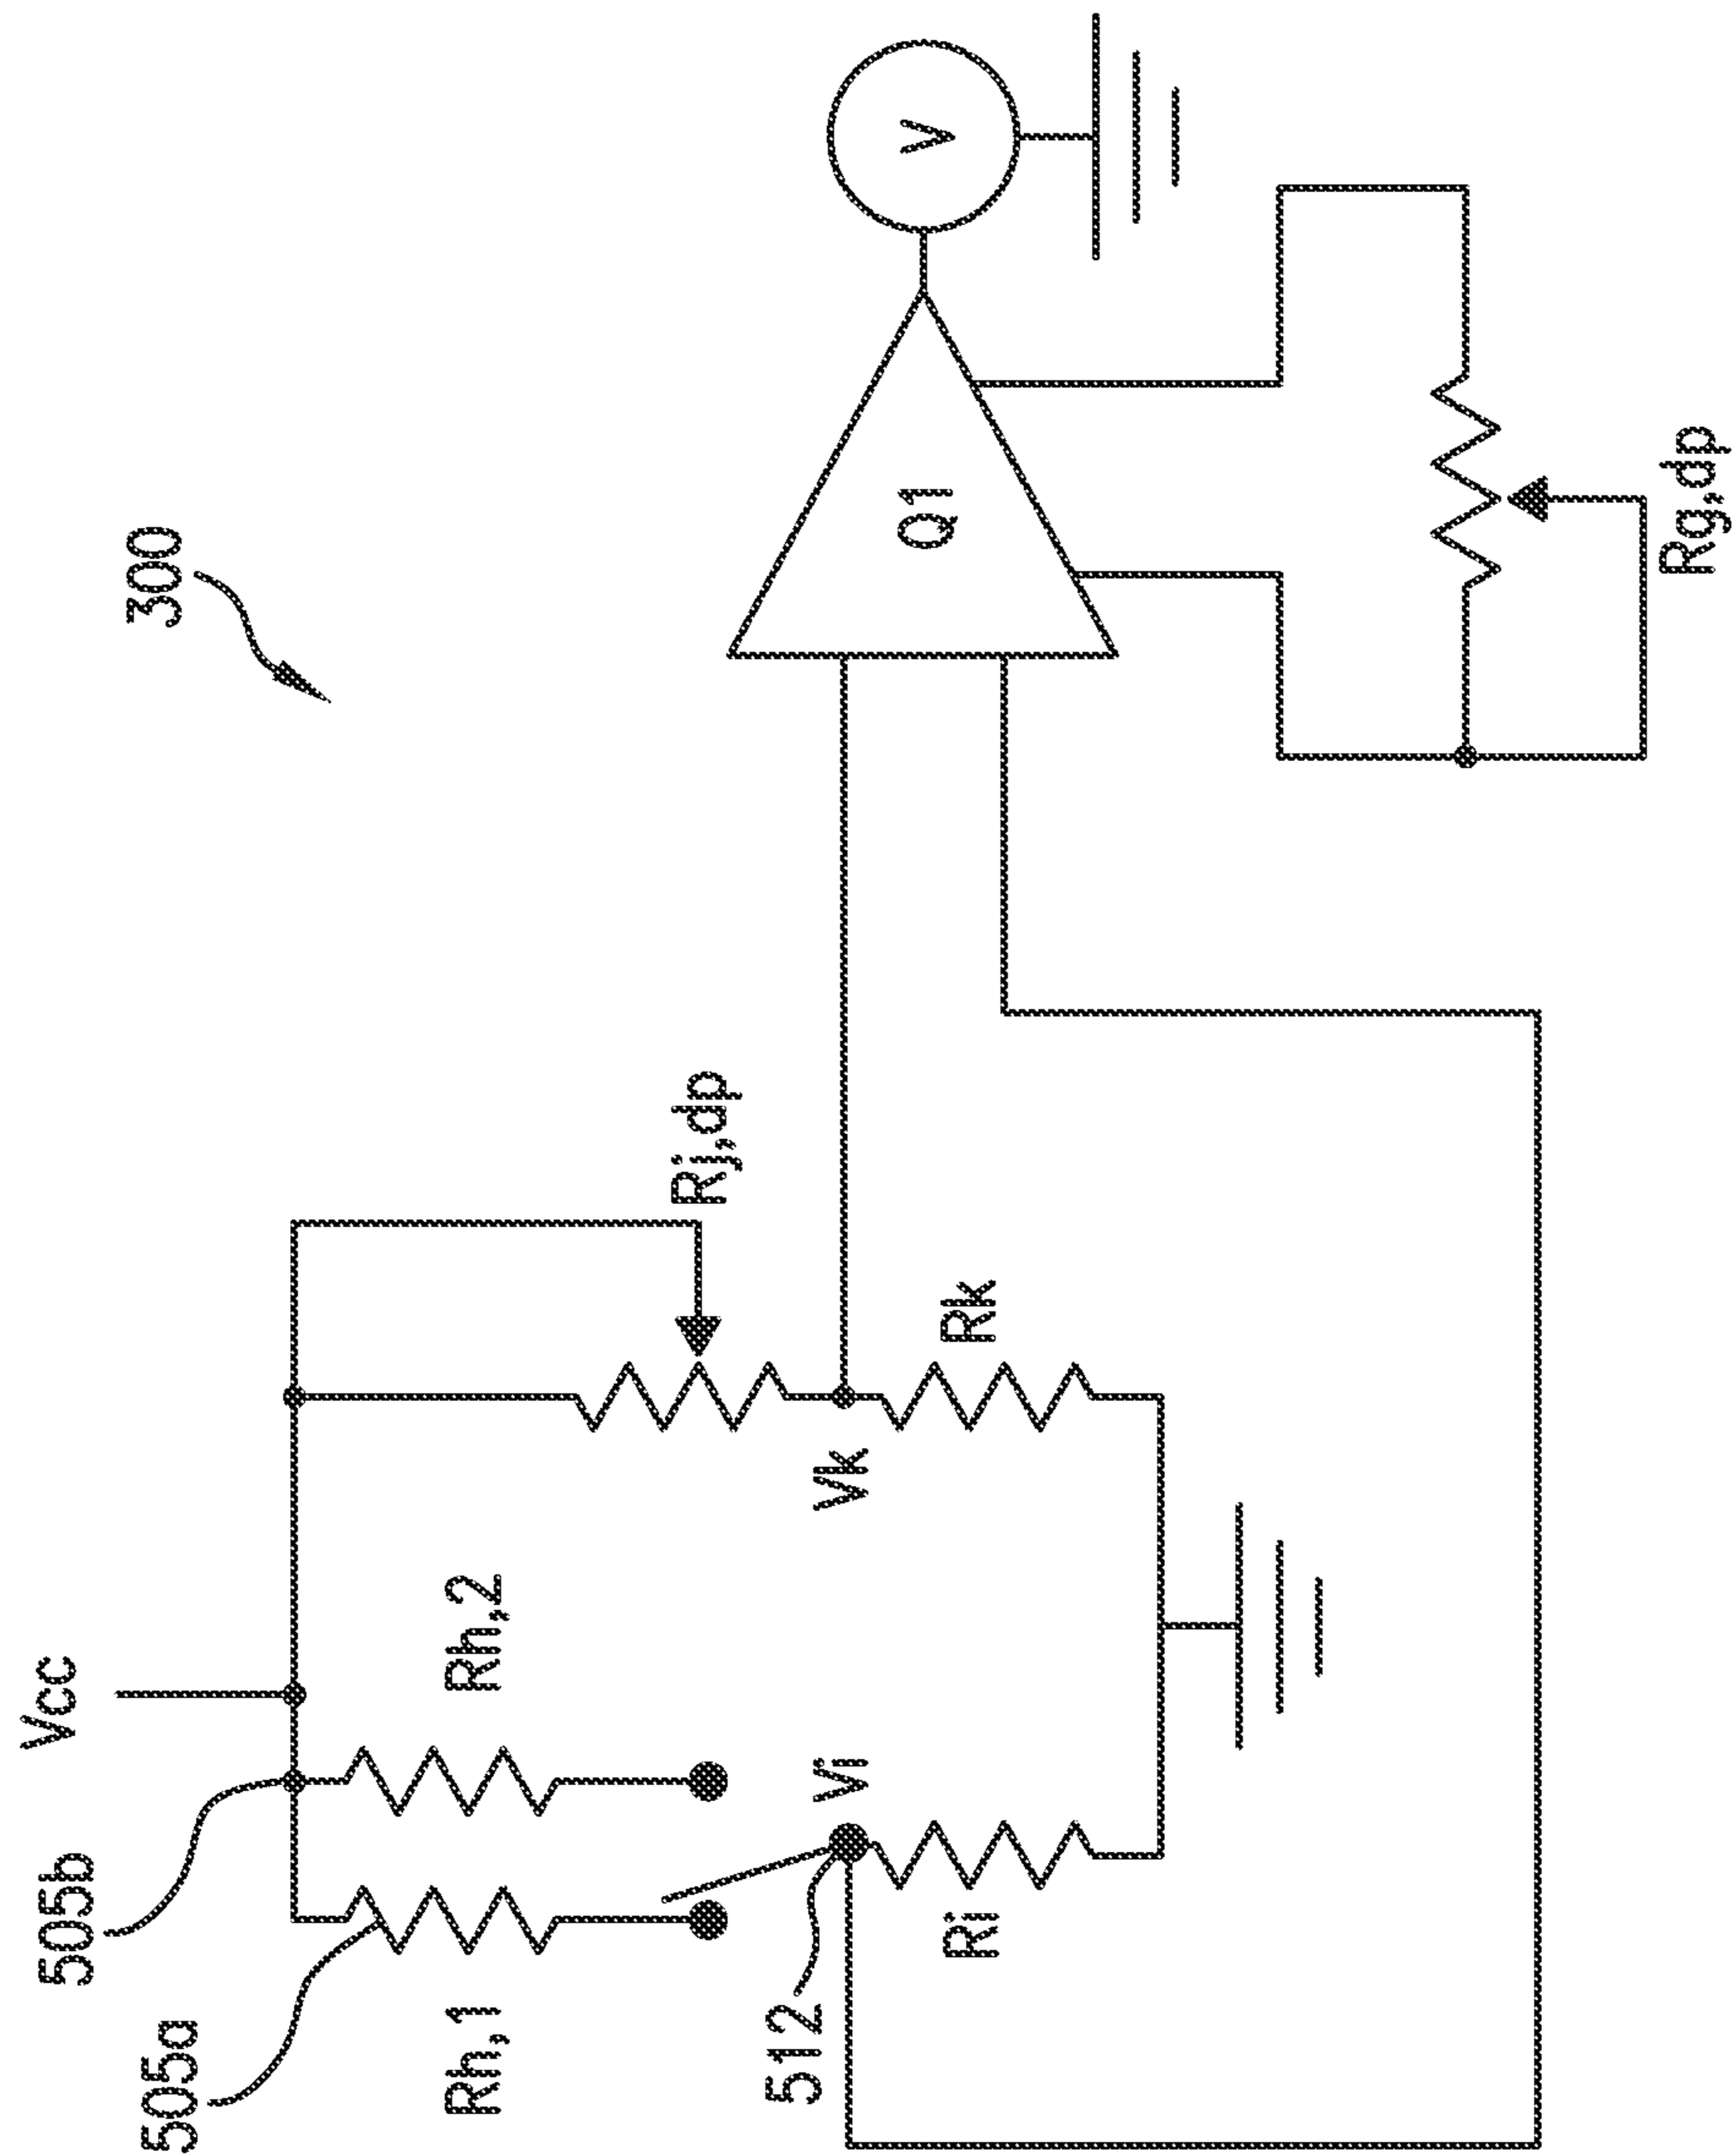 300
505a
505b
Vcc
Rh,1
Rh,2
Rj,dp
512
Vi
Vk
Ri
Rk
Q1
V
Rg,dp